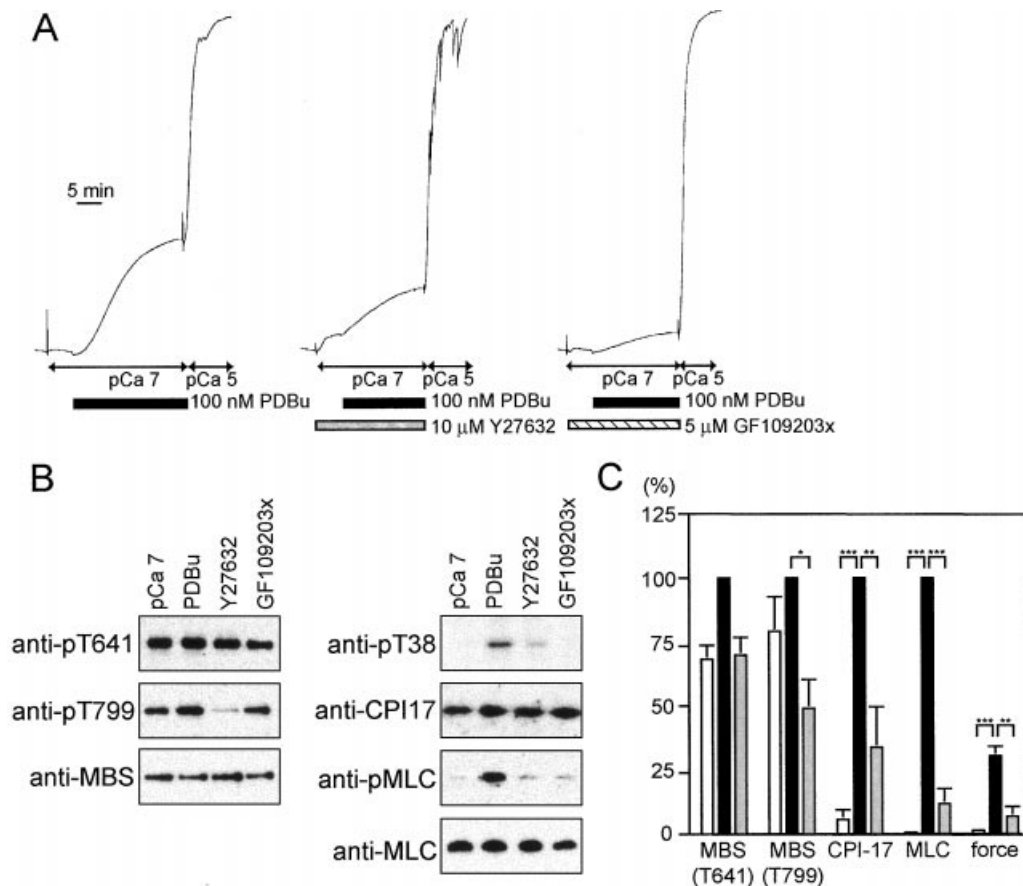 A
5 min
pCa 7 pCa 5 pCa 7 pCa 5 pCa 7 pCa 5
100 nM PDBu 100 nM PDBu 100 nM PDBu
10 μM Y27632 5 μM GF109203x
B
pCa 7 PDBu Y27632 GF109203x
anti-pT641
anti-pT799
anti-MBS
pCa 7 PDBu Y27632 GF109203x
anti-pT38
anti-CPI17
anti-pMLC
anti-MLC
C
(%)
125
100
75
50
25
0
* *** ** *** *** *** **
MBS MBS CPI-17 MLC force
(T641) (T799)